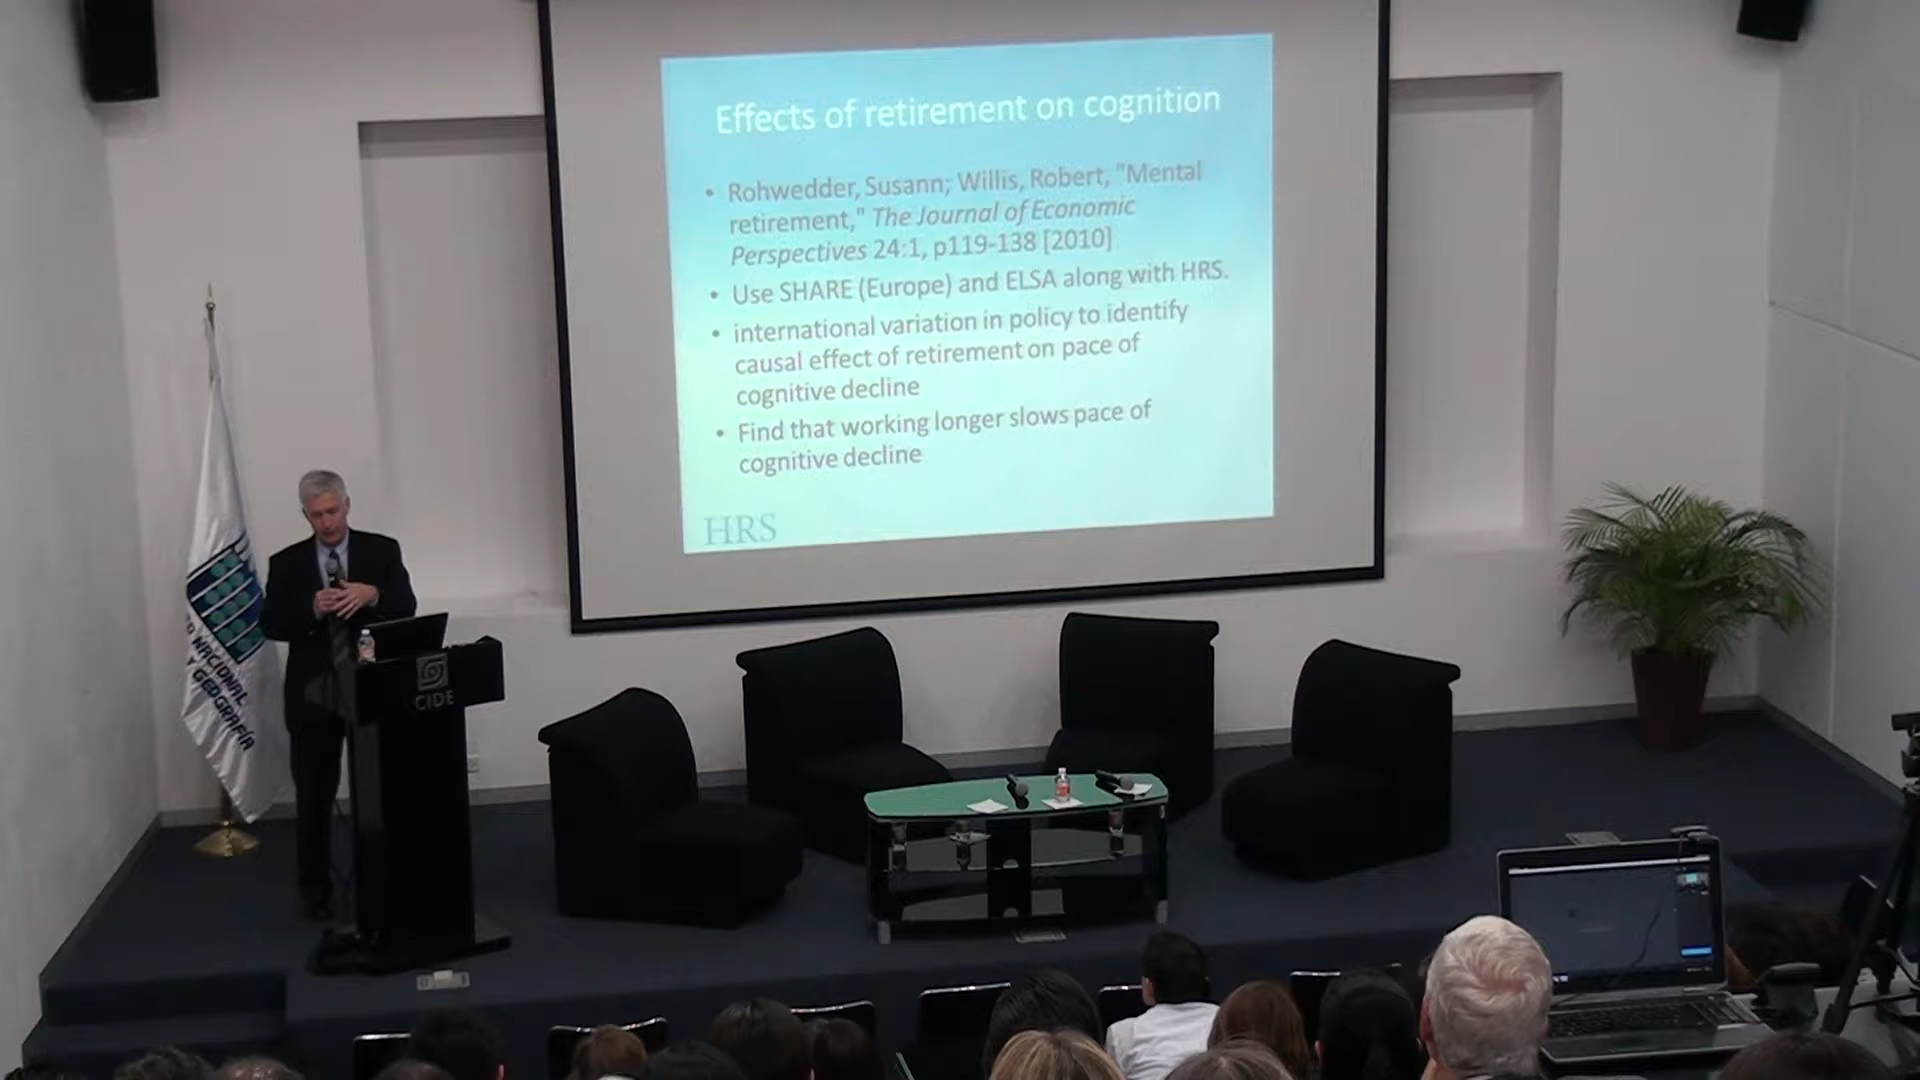 Effects of retirement on cognition
• Rohwedder, Susann; Willis, Robert, "Mental
retirement," The Journal of Economic
Perspectives 24:1, p119-138 [2010]
• Use SHARE (Europe) and ELSA along with HRS.
• international variation in policy to identify
causal effect of retirement on pace of
cognitive decline
• Find that working longer slows pace of
cognitive decline
HRS
NACIONAL
Y GEOGRAFÍA
CIDE